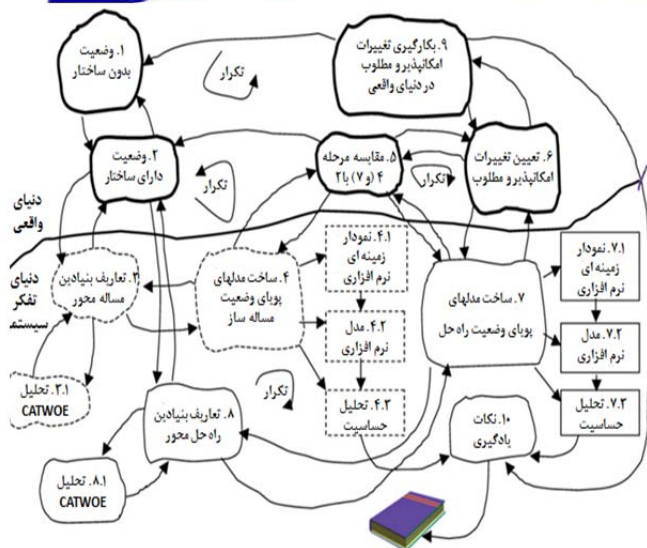 ۱. وضعیت
بدون ساختار
تکرار
۹. بکارگیری تغییرات
امکانپذیر و مطلوب
در دنیای واقعی
۲. وضعیت
دارای ساختار
تکرار
۵. مقایسه مرحله
۴ (و ۷) با ۲
تکرار
۶. تعیین تغییرات
امکانپذیر و مطلوب
دنیای
واقعی
دنیای
تفکر
سیستم
۳. تعاریف بنیادین
مساله محور
۴. ساخت مدلهای
پویای وضعیت
مساله ساز
۴.۱. نمودار
زمینه ای
نرم افزاری
۴.۲. مدل
نرم افزاری
۴.۳. تحلیل
حساسیت
۷. ساخت مدلهای
پویای وضعیت راه حل
۷.۱. نمودار
زمینه ای
نرم افزاری
۷.۲. مدل
نرم افزاری
۷.۳. تحلیل
حساسیت
۳.۱. تحلیل
CATWOE
۸. تعاریف بنیادین
راه حل محور
تکرار
۸.۱. تحلیل
CATWOE
۱۰. نکات
یادگیری